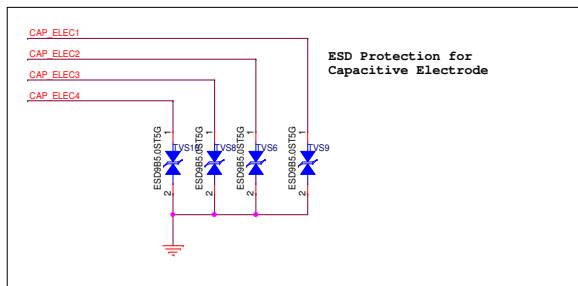 CAP_ELEC1
CAP_ELEC2
CAP_ELEC3
CAP_ELEC4
ESD Protection for
Capacitive Electrode
1 1 1 1
TVS10 TVS8 TVS6 TVS9
ESD9B5.0ST5G ESD9B5.0ST5G ESD9B5.0ST5G ESD9B5.0ST5G
2 2 2 2